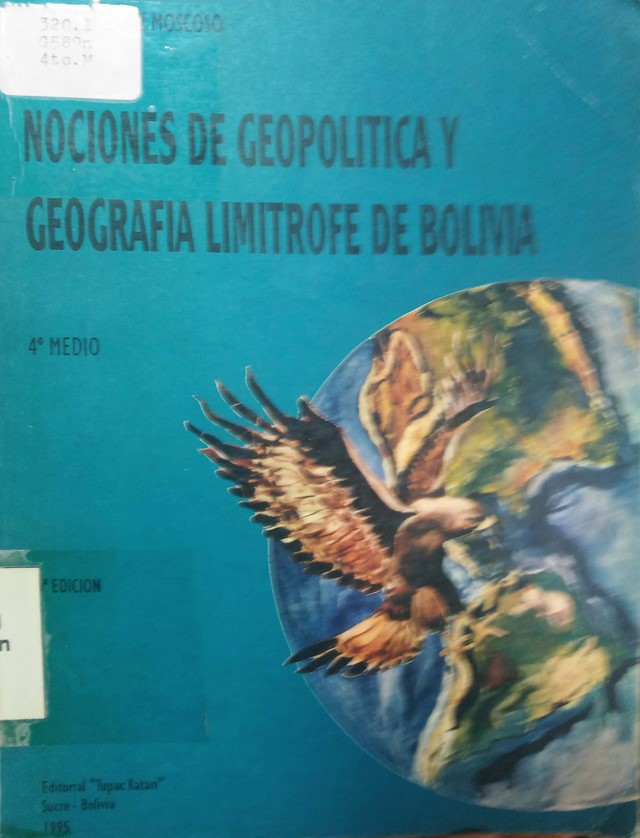 320.1
G589n
4to.M
MOSCOSO
NOCIONES DE GEOPOLITICA Y
GEOGRAFIA LIMITROFE DE BOLIVIA
4º MEDIO
EDICION
n
Editorial "Tupac Katari"
Sucre - Bolivia
1995